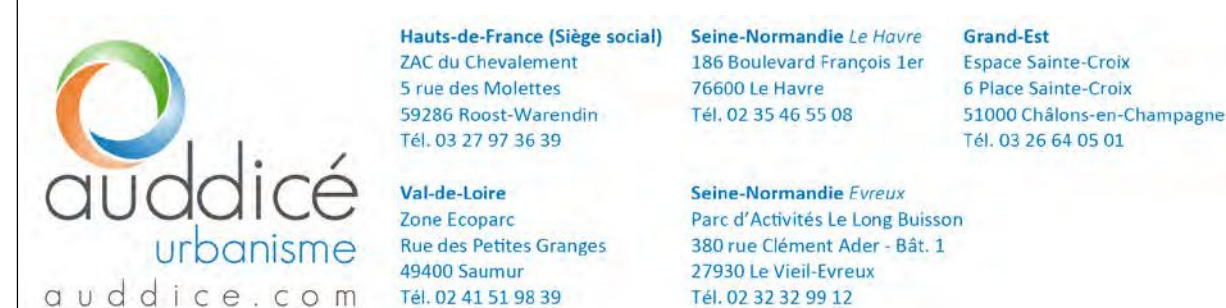 auddicé
urbanisme
auddice.com
Hauts-de-France (Siège social)
ZAC du Chevalement
5 rue des Molettes
59286 Roost-Warendin
Tél. 03 27 97 36 39
Seine-Normandie Le Havre
186 Boulevard François 1er
76600 Le Havre
Tél. 02 35 46 55 08
Grand-Est
Espace Sainte-Croix
6 Place Sainte-Croix
51000 Châlons-en-Champagne
Tél. 03 26 64 05 01
Val-de-Loire
Zone Ecoparc
Rue des Petites Granges
49400 Saumur
Tél. 02 41 51 98 39
Seine-Normandie Evreux
Parc d'Activités Le Long Buisson
380 rue Clément Ader - Bât. 1
27930 Le Vieil-Evreux
Tél. 02 32 32 99 12